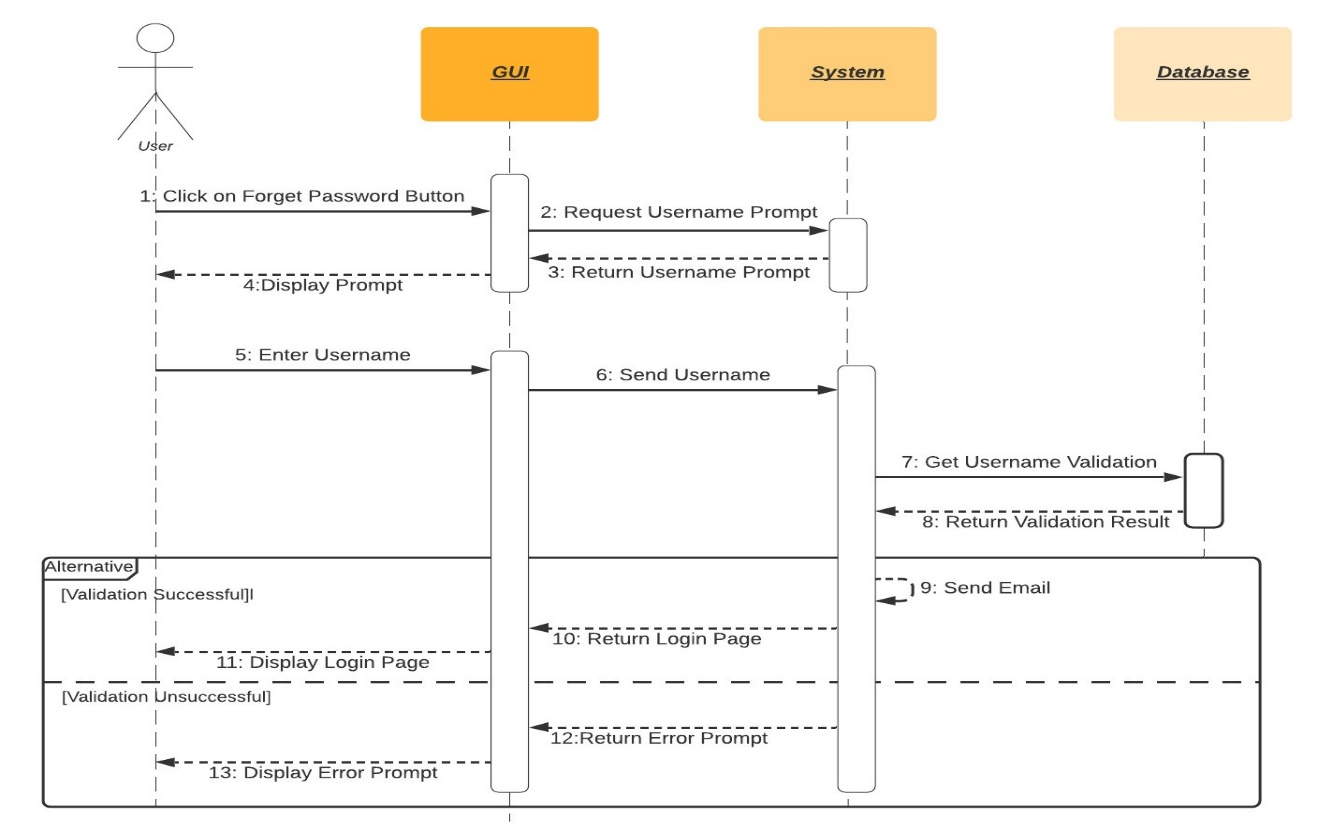 GUI
System
Database
User
1: Click on Forget Password Button
2: Request Username Prompt
3: Return Username Prompt
4:Display Prompt
5: Enter Username
6: Send Username
7: Get Username Validation
8: Return Validation Result
Alternative
[Validation Successful]l
9: Send Email
10: Return Login Page
11: Display Login Page
[Validation Unsuccessful]
12:Return Error Prompt
13: Display Error Prompt